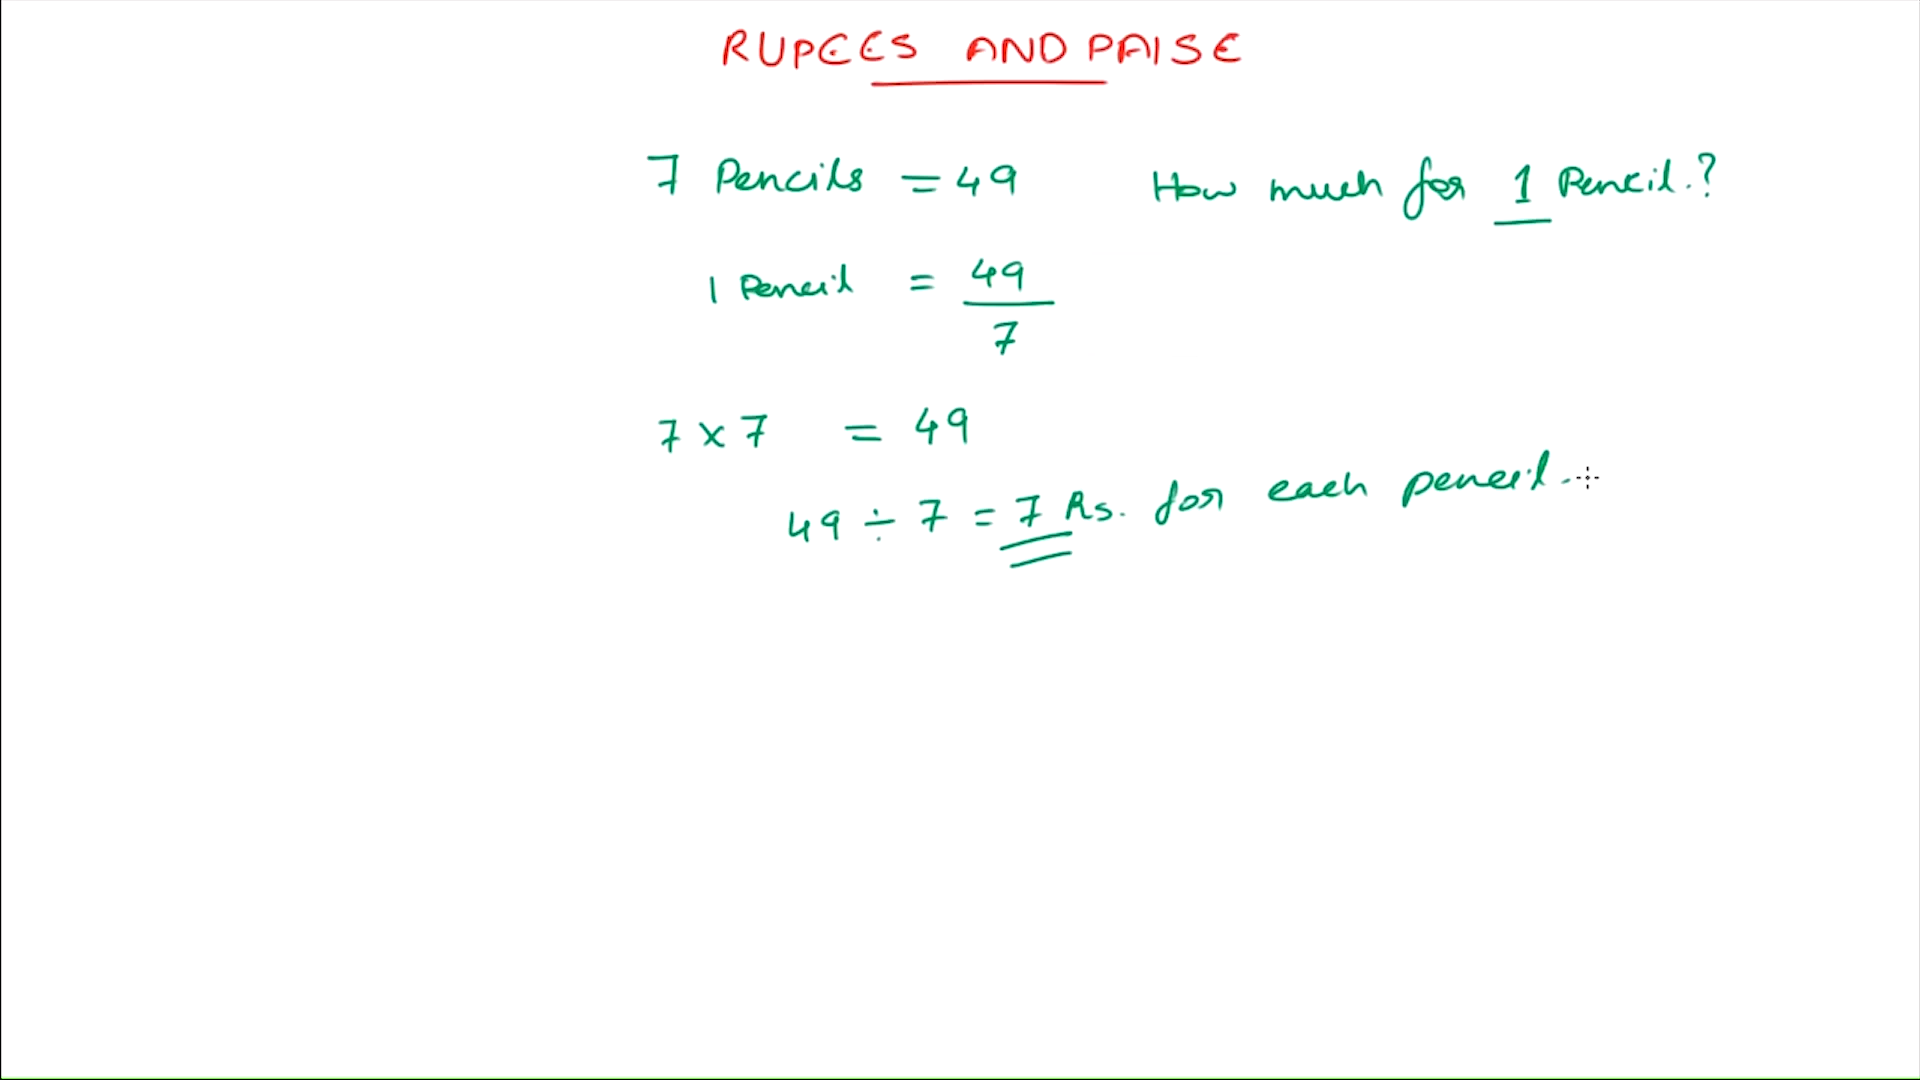 RUPEES AND PAISE
7 Pencils = 49 How much for 1 Pencil.?
1 Pencil = 49
7
7 × 7 = 49
49 ÷ 7 = 7 Rs. for each pencil.